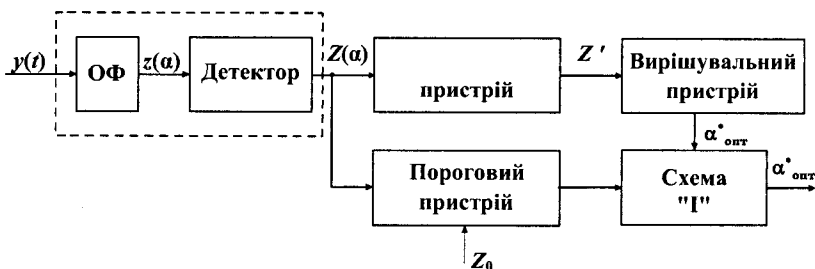 y(t)
ОФ
z(α)
Детектор
Z(α)
пристрій
Z '
Вирішувальний
пристрій
α*опт
Пороговий
пристрій
Схема
"І"
α*опт
Z0